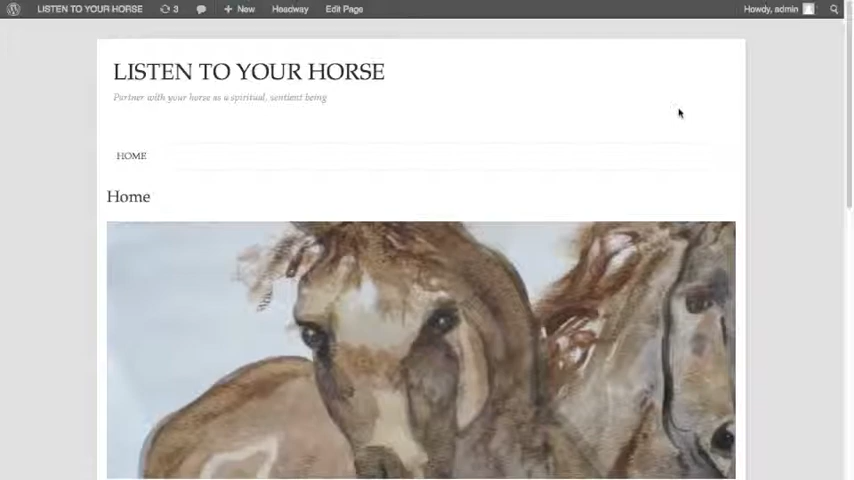 LISTEN TO YOUR HORSE 3 + New Headway Edit Page Howdy, admin
LISTEN TO YOUR HORSE
Partner with your horse as a spiritual, sentient being
HOME
Home